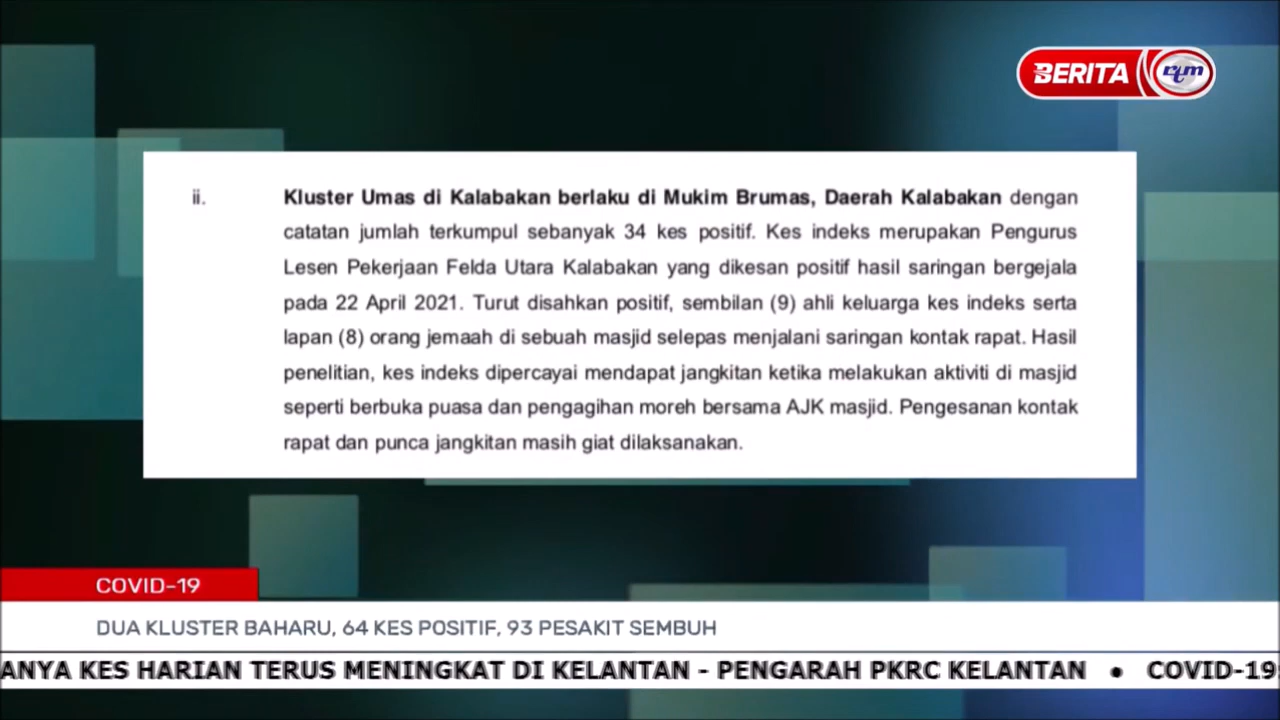 BERITA rtm
ii. Kluster Umas di Kalabakan berlaku di Mukim Brumas, Daerah Kalabakan dengan
catatan jumlah terkumpul sebanyak 34 kes positif. Kes indeks merupakan Pengurus
Lesen Pekerjaan Felda Utara Kalabakan yang dikesan positif hasil saringan bergejala
pada 22 April 2021. Turut disahkan positif, sembilan (9) ahli keluarga kes indeks serta
lapan (8) orang jemaah di sebuah masjid selepas menjalani saringan kontak rapat. Hasil
penelitian, kes indeks dipercayai mendapat jangkitan ketika melakukan aktiviti di masjid
seperti berbuka puasa dan pengagihan moreh bersama AJK masjid. Pengesanan kontak
rapat dan punca jangkitan masih giat dilaksanakan.
COVID-19
DUA KLUSTER BAHARU, 64 KES POSITIF, 93 PESAKIT SEMBUH
ANYA KES HARIAN TERUS MENINGKAT DI KELANTAN - PENGARAH PKRC KELANTAN • COVID-19: